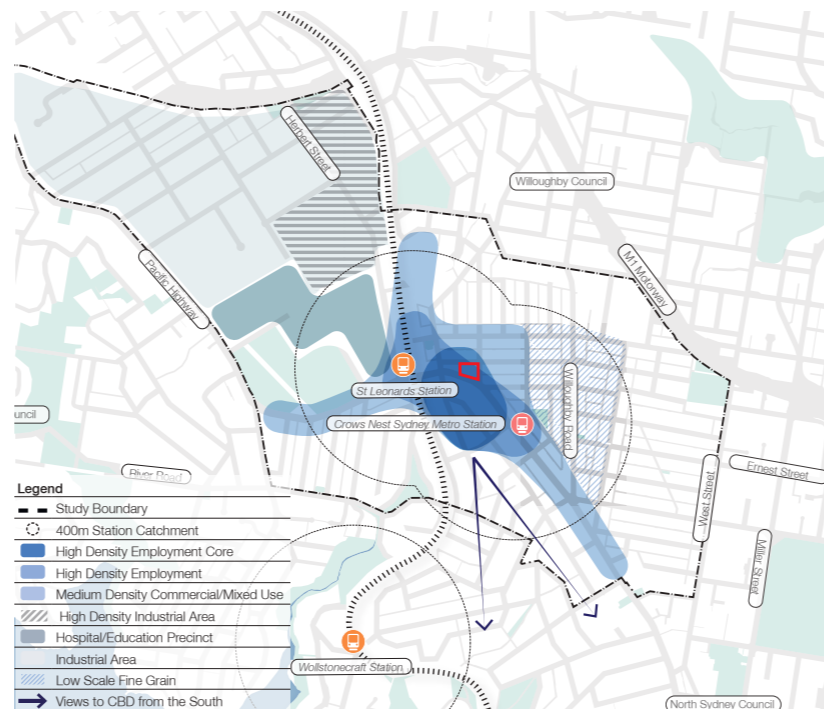 Herbert Street
Willoughby Council
Pacific Highway
M1 Motorway
St Leonards Station
Willoughby Road
Crows Nest Sydney Metro Station
uncil
River Road
Ernest Street
West Street
Miller Street
Legend
Study Boundary
400m Station Catchment
High Density Employment Core
High Density Employment
Medium Density Commercial/Mixed Use
High Density Industrial Area
Hospital/Education Precinct
Industrial Area
Low Scale Fine Grain
Views to CBD from the South
Wollstonecraft Station
North Sydney Council